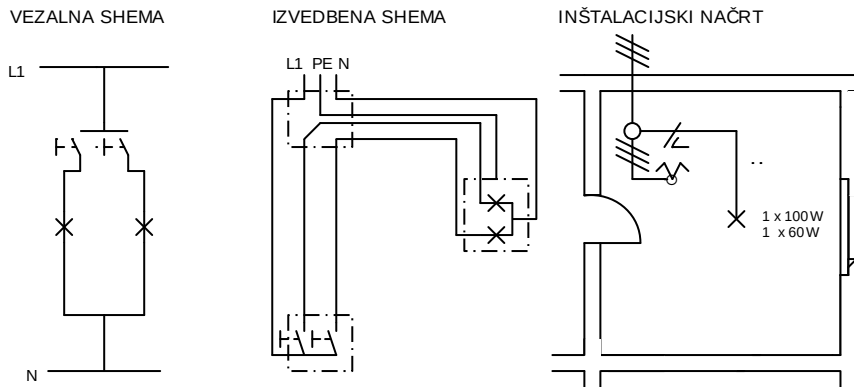 VEZALNA SHEMA
IZVEDBENA SHEMA
INŠTALACIJSKI NAČRT
L1
N
L1 PE N
1 x 100W
1 x 60W